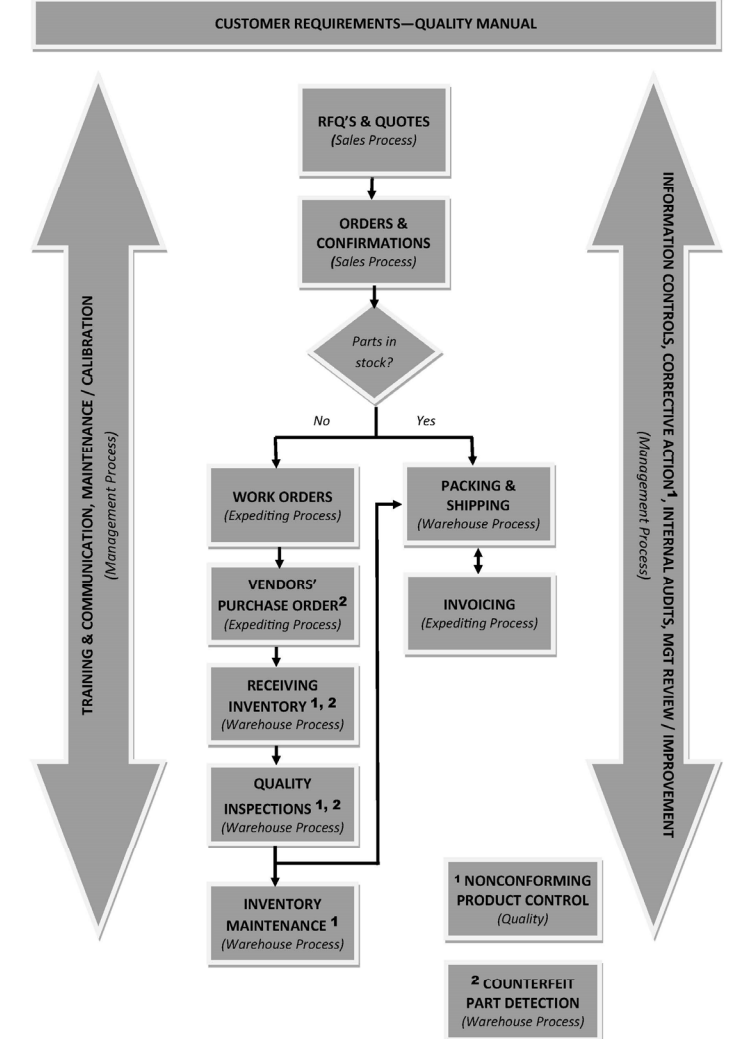 CUSTOMER REQUIREMENTS—QUALITY MANUAL
RFQ'S & QUOTES
(Sales Process)
ORDERS &
CONFIRMATIONS
(Sales Process)
Parts in
stock?
No
Yes
WORK ORDERS
(Expediting Process)
VENDORS'
PURCHASE ORDER²
(Expediting Process)
RECEIVING
INVENTORY ¹, ²
(Warehouse Process)
QUALITY
INSPECTIONS ¹, ²
(Warehouse Process)
INVENTORY
MAINTENANCE ¹
(Warehouse Process)
PACKING &
SHIPPING
(Warehouse Process)
INVOICING
(Expediting Process)
¹ NONCONFORMING
PRODUCT CONTROL
(Quality)
² COUNTERFEIT
PART DETECTION
(Warehouse Process)
TRAINING & COMMUNICATION, MAINTENANCE / CALIBRATION
(Management Process)
INFORMATION CONTROLS, CORRECTIVE ACTION¹, INTERNAL AUDITS, MGT REVIEW / IMPROVEMENT
(Management Process)